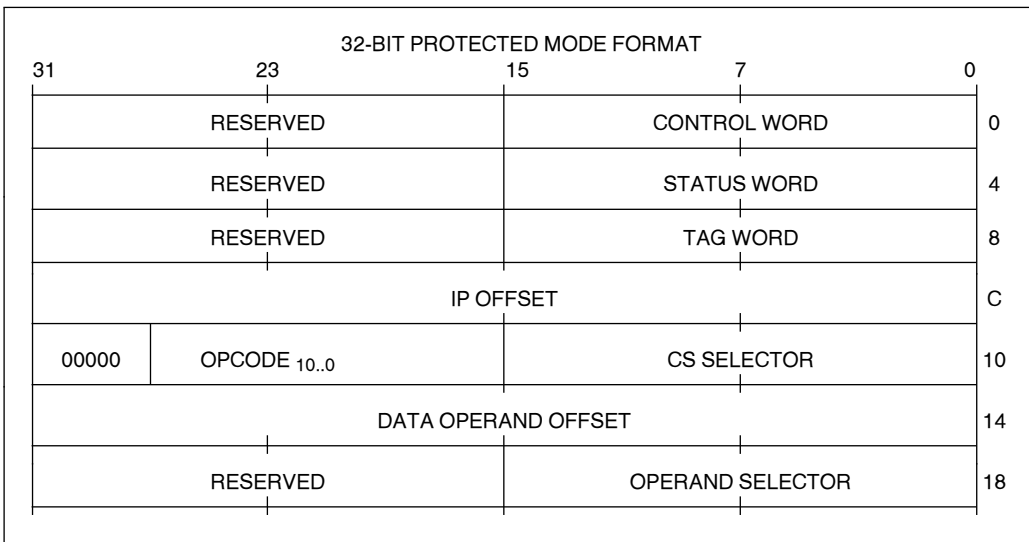 32-BIT PROTECTED MODE FORMAT
31 23 15 7 0
RESERVED CONTROL WORD 0
RESERVED STATUS WORD 4
RESERVED TAG WORD 8
IP OFFSET C
00000 OPCODE 10..0 CS SELECTOR 10
DATA OPERAND OFFSET 14
RESERVED OPERAND SELECTOR 18